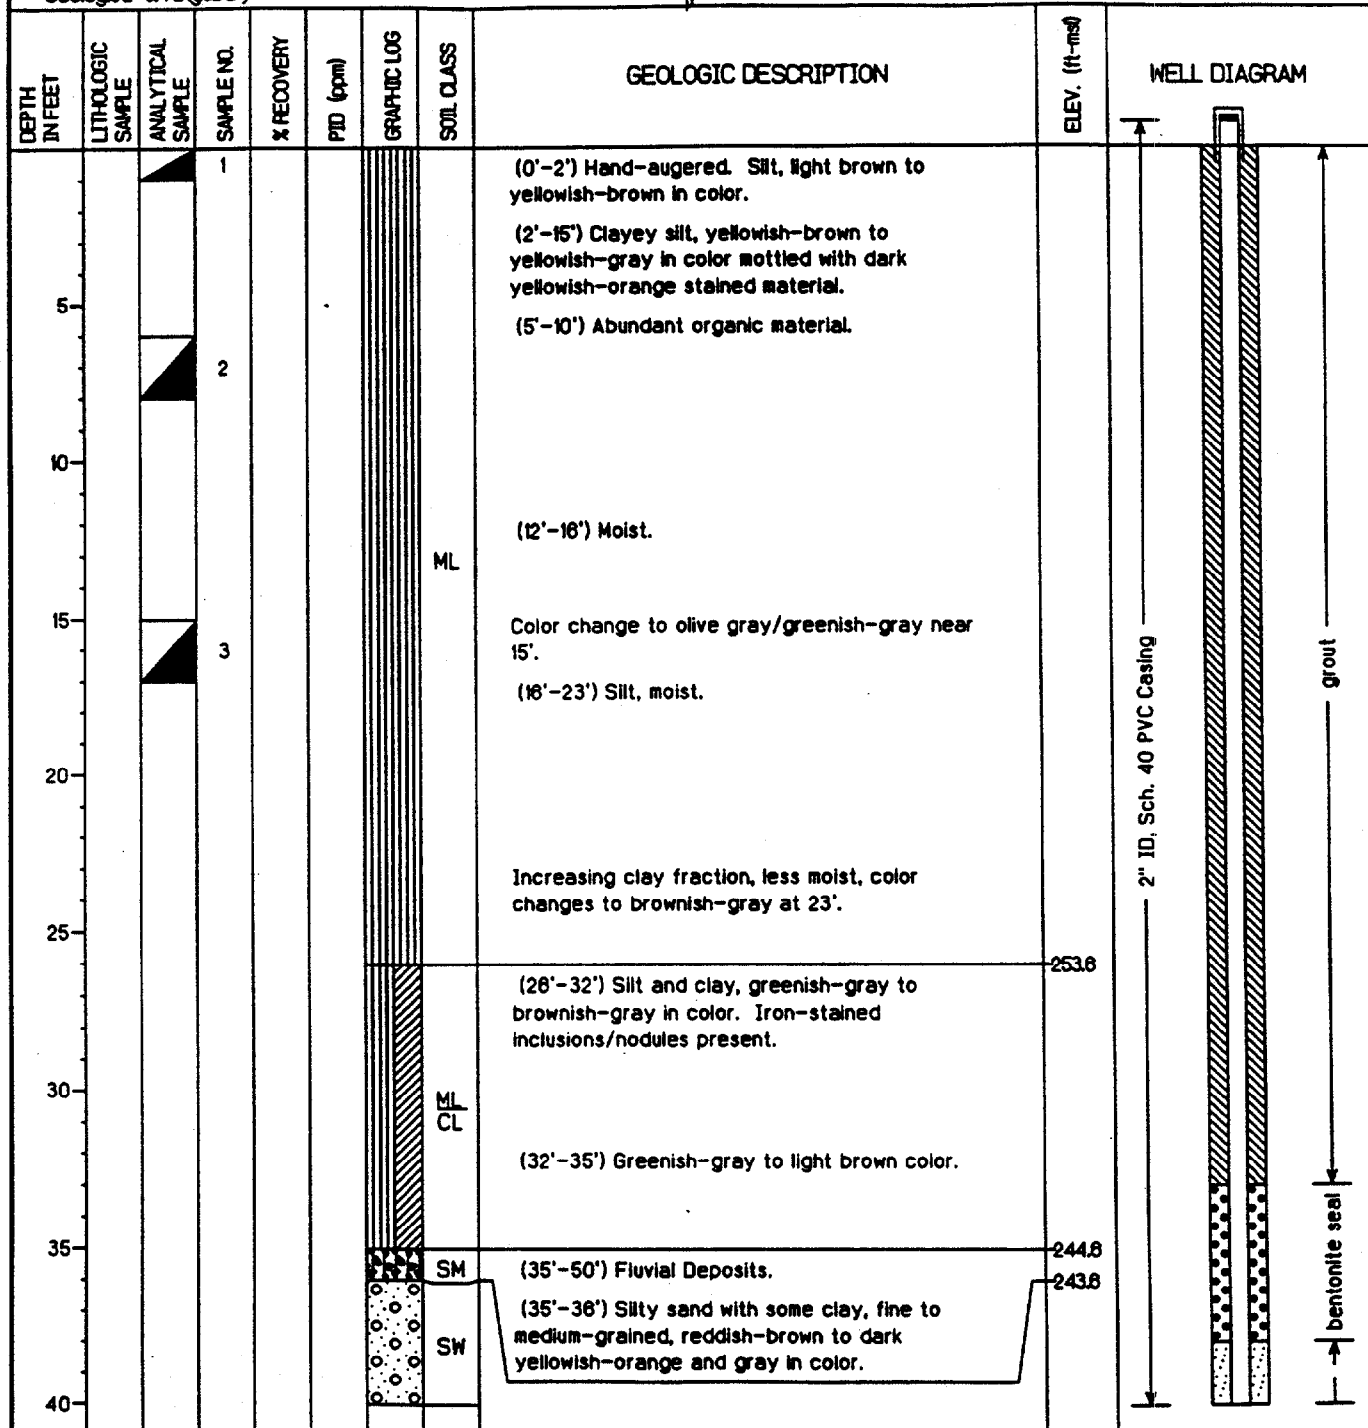 DEPTH
IN FEET
LITHOLOGIC
SAMPLE
ANALYTICAL
SAMPLE
SAMPLE NO.
% RECOVERY
PID (ppm)
GRAPHIC LOG
SOIL CLASS
GEOLOGIC DESCRIPTION
ELEV. (ft-msl)
WELL DIAGRAM
1
(0'-2') Hand-augered. Silt, light brown to
yellowish-brown in color.
(2'-15') Clayey silt, yellowish-brown to
yellowish-gray in color mottled with dark
yellowish-orange stained material.
5
(5'-10') Abundant organic material.
2
10
(12'-16') Moist.
ML
15
Color change to olive gray/greenish-gray near
15'.
3
(16'-23') Silt, moist.
2" ID, Sch. 40 PVC Casing
grout
20
Increasing clay fraction, less moist, color
changes to brownish-gray at 23'.
25
253.6
(26'-32') Silt and clay, greenish-gray to
brownish-gray in color. Iron-stained
inclusions/nodules present.
30
ML
CL
(32'-35') Greenish-gray to light brown color.
bentonite seal
35
244.6
SM
(35'-50') Fluvial Deposits.
243.6
(35'-36') Silty sand with some clay, fine to
medium-grained, reddish-brown to dark
yellowish-orange and gray in color.
SW
40